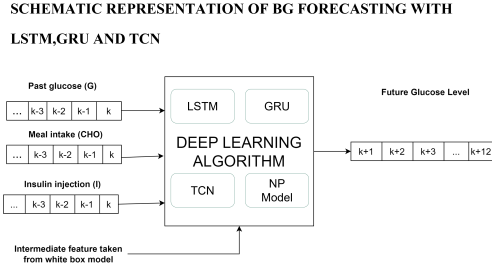 SCHEMATIC REPRESENTATION OF BG FORECASTING WITH
LSTM,GRU AND TCN
Past glucose (G)
... k-3 k-2 k-1 k
Meal intake (CHO)
... k-3 k-2 k-1 k
Insulin injection (I)
... k-3 k-2 k-1 k
Intermediate feature taken
from white box model
LSTM GRU
DEEP LEARNING
ALGORITHM
TCN NP
Model
Future Glucose Level
k+1 k+2 k+3 ... k+12